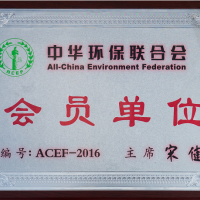 中华环保联合会
All-China Environment Federation
会员单位
编号: ACEF-2016
主席 宋健
ACEF